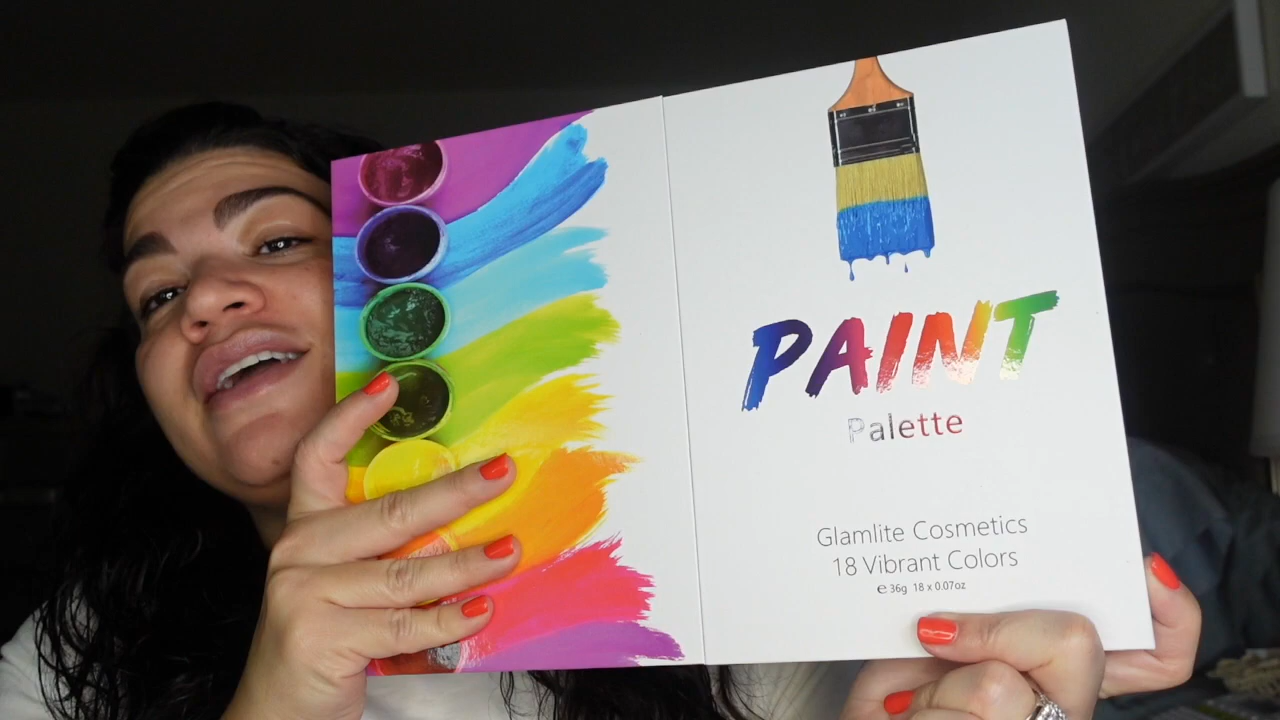 PAINT
Palette
Glamlite Cosmetics
18 Vibrant Colors
℮ 36g 18 x 0.07oz